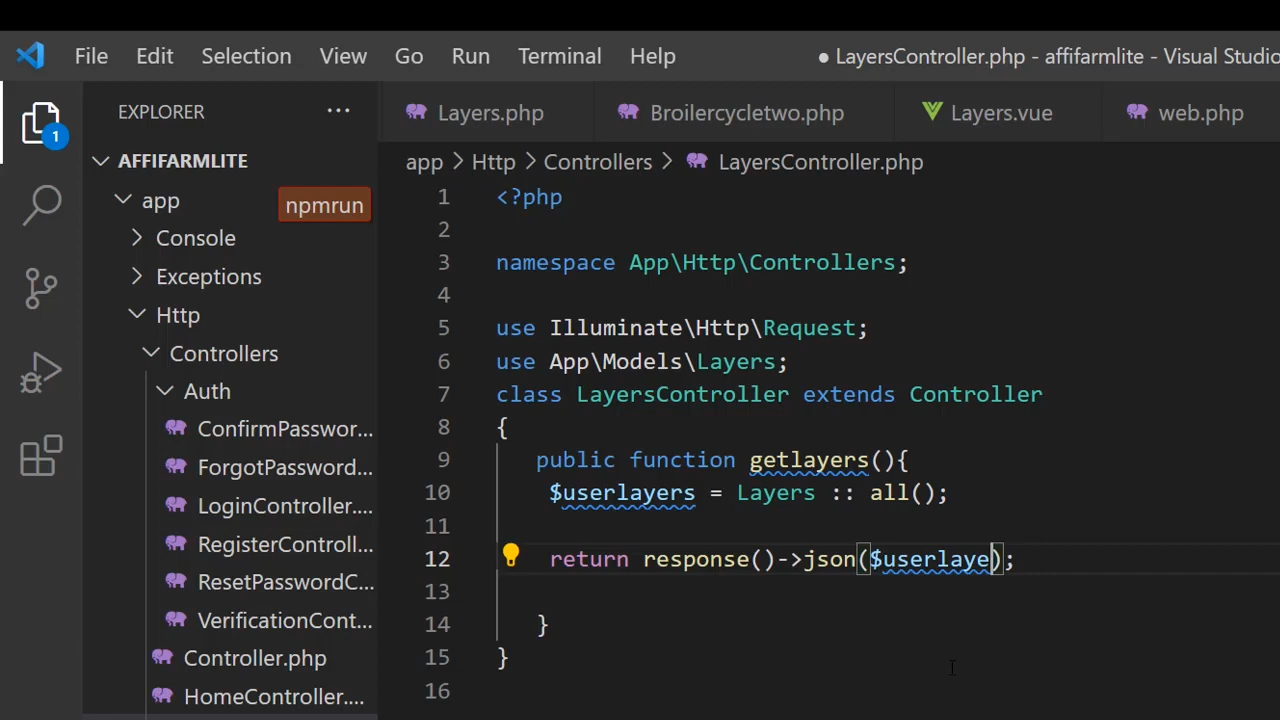 File Edit Selection View Go Run Terminal Help ● LayersController.php - affifarmlite - Visual Studio
EXPLORER ...
Layers.php Broilercycletwo.php Layers.vue web.php
1
AFFIFARMLITE
app > Http > Controllers > LayersController.php
app
npmrun
Console
Exceptions
Http
Controllers
Auth
ConfirmPasswor...
ForgotPassword...
LoginController....
RegisterControll...
ResetPasswordC...
VerificationCont...
Controller.php
HomeController....
1 <?php
2
3 namespace App\Http\Controllers;
4
5 use Illuminate\Http\Request;
6 use App\Models\Layers;
7 class LayersController extends Controller
8 {
9 public function getlayers(){
10 $userlayers = Layers :: all();
11
12 return response()->json($userlaye);
13
14 }
15 }
16